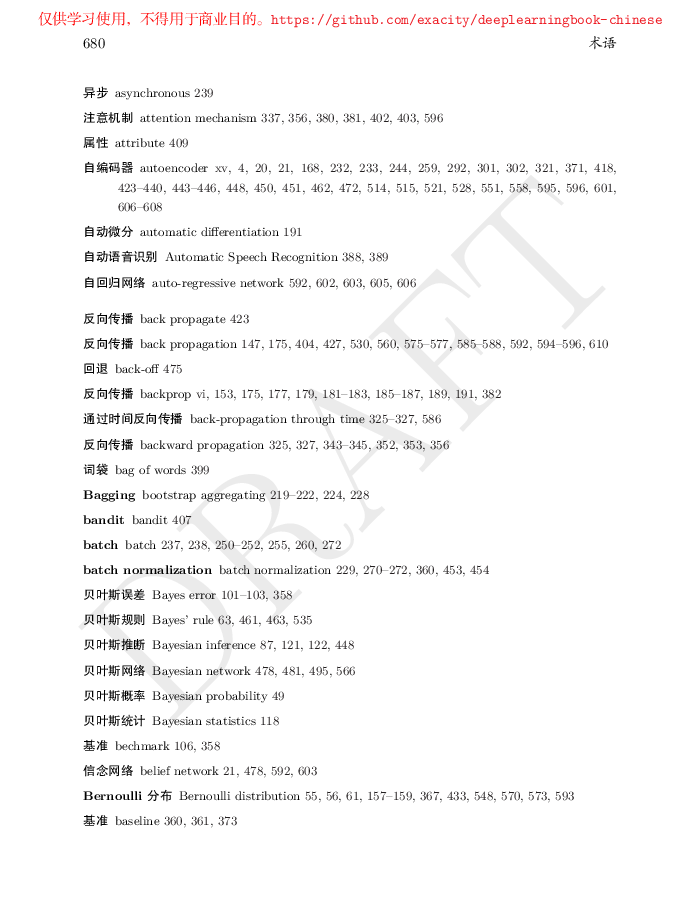 仅供学习使用，不得用于商业目的。https://github.com/exacity/deeplearningbook-chinese
680 术语
异步 asynchronous 239
注意机制 attention mechanism 337, 356, 380, 381, 402, 403, 596
属性 attribute 409
自编码器 autoencoder xv, 4, 20, 21, 168, 232, 233, 244, 259, 292, 301, 302, 321, 371, 418,
423–440, 443–446, 448, 450, 451, 462, 472, 514, 515, 521, 528, 551, 558, 595, 596, 601,
606–608
自动微分 automatic differentiation 191
自动语音识别 Automatic Speech Recognition 388, 389
自回归网络 auto-regressive network 592, 602, 603, 605, 606
反向传播 back propagate 423
反向传播 back propagation 147, 175, 404, 427, 530, 560, 575–577, 585–588, 592, 594–596, 610
回退 back-off 475
反向传播 backprop vi, 153, 175, 177, 179, 181–183, 185–187, 189, 191, 382
通过时间反向传播 back-propagation through time 325–327, 586
反向传播 backward propagation 325, 327, 343–345, 352, 353, 356
词袋 bag of words 399
Bagging bootstrap aggregating 219–222, 224, 228
bandit bandit 407
batch batch 237, 238, 250–252, 255, 260, 272
batch normalization batch normalization 229, 270–272, 360, 453, 454
贝叶斯误差 Bayes error 101–103, 358
贝叶斯规则 Bayes' rule 63, 461, 463, 535
贝叶斯推断 Bayesian inference 87, 121, 122, 448
贝叶斯网络 Bayesian network 478, 481, 495, 566
贝叶斯概率 Bayesian probability 49
贝叶斯统计 Bayesian statistics 118
基准 bechmark 106, 358
信念网络 belief network 21, 478, 592, 603
Bernoulli 分布 Bernoulli distribution 55, 56, 61, 157–159, 367, 433, 548, 570, 573, 593
基准 baseline 360, 361, 373
DRAFT